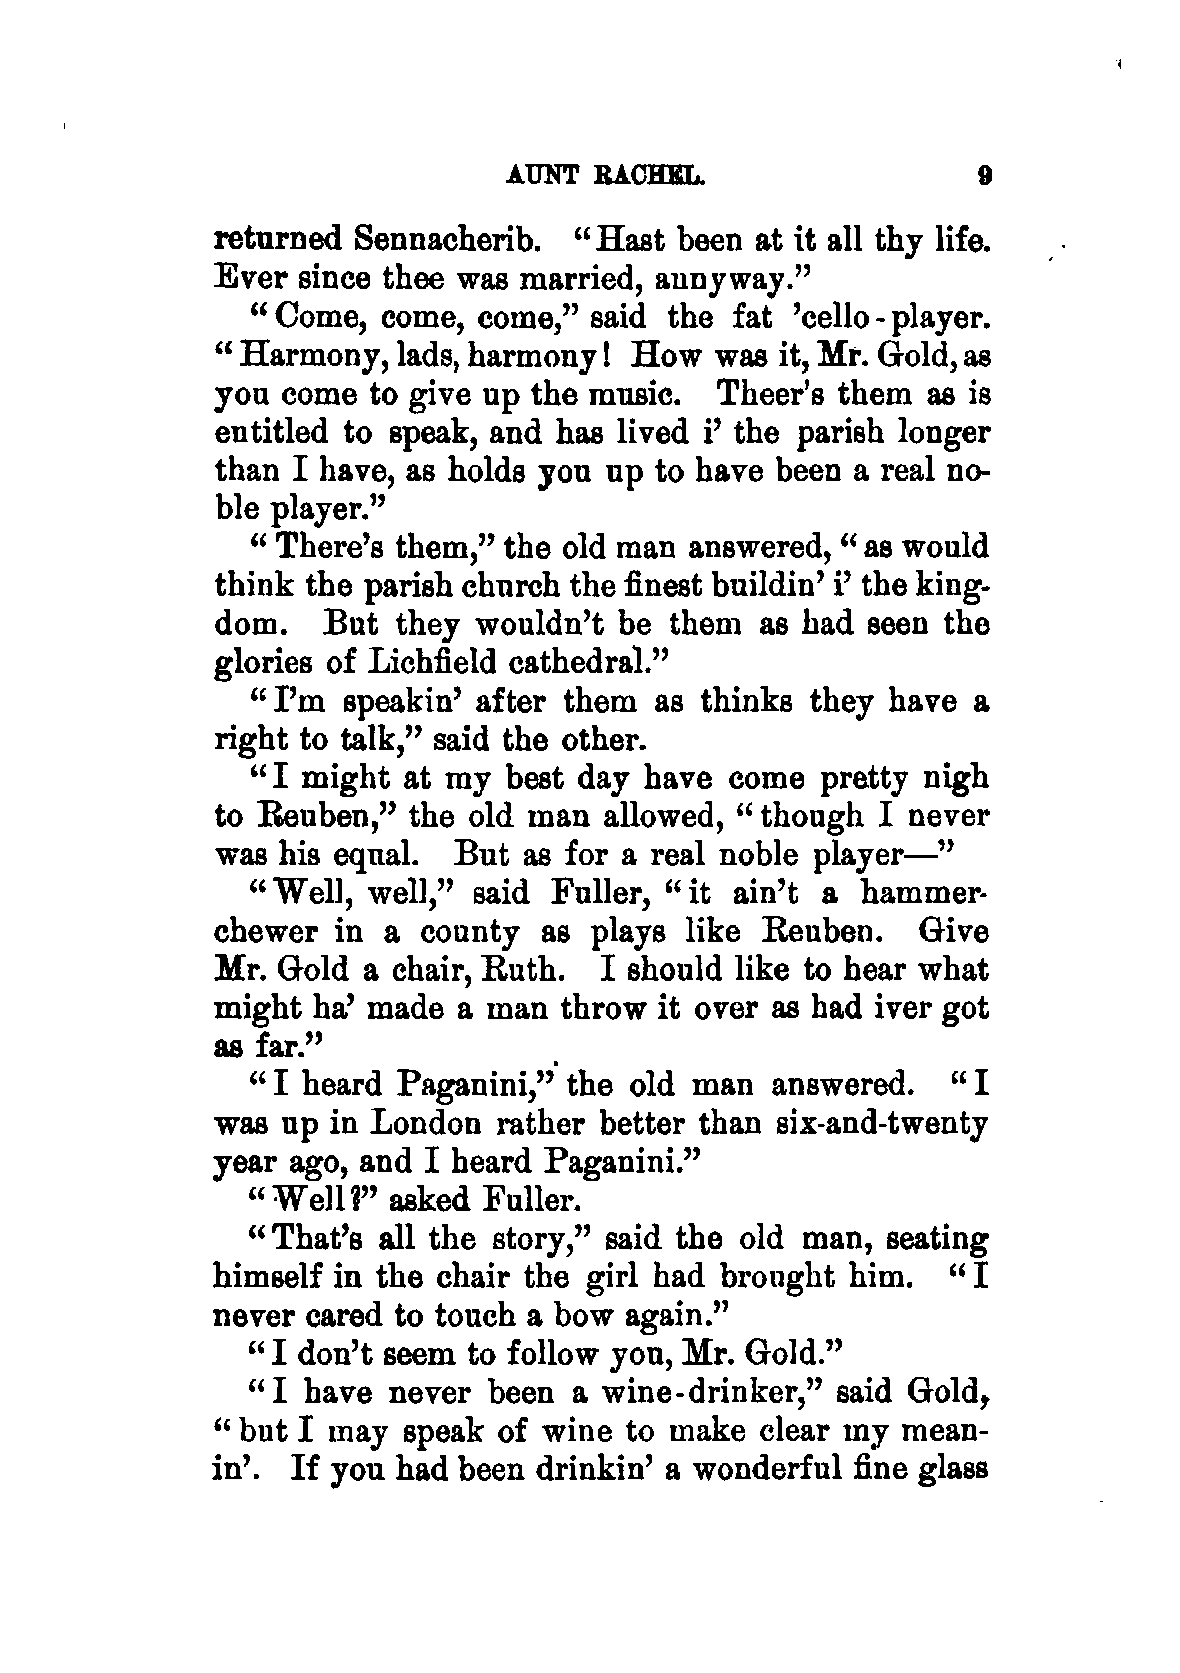 AUNT RACHEL. 9
returned Sennacherib. “Hast been at it all thy life.
Ever since thee was married, aunyway.”
“Come, come, come,” said the fat ’cello-player.
“Harmony, lads, harmony! How was it, Mr. Gold, as
you come to give up the music. Theer’s them as is
entitled to speak, and has lived i’ the parish longer
than I have, as holds you up to have been a real no-
ble player.”
“There’s them,” the old man answered, “as would
think the parish church the finest buildin’ i’ the king-
dom. But they wouldn’t be them as had seen the
glories of Lichfield cathedral.”
“I’m speakin’ after them as thinks they have a
right to talk,” said the other.
“I might at my best day have come pretty nigh
to Reuben,” the old man allowed, “though I never
was his equal. But as for a real noble player—”
“Well, well,” said Fuller, “it ain’t a hammer-
chewer in a county as plays like Reuben. Give
Mr. Gold a chair, Ruth. I should like to hear what
might ha’ made a man throw it over as had iver got
as far.”
“I heard Paganini,” the old man answered. “I
was up in London rather better than six-and-twenty
year ago, and I heard Paganini.”
“Well?” asked Fuller.
“That’s all the story,” said the old man, seating
himself in the chair the girl had brought him. “I
never cared to touch a bow again.”
“I don’t seem to follow you, Mr. Gold.”
“I have never been a wine-drinker,” said Gold,
“but I may speak of wine to make clear my mean-
in’. If you had been drinkin’ a wonderful fine glass